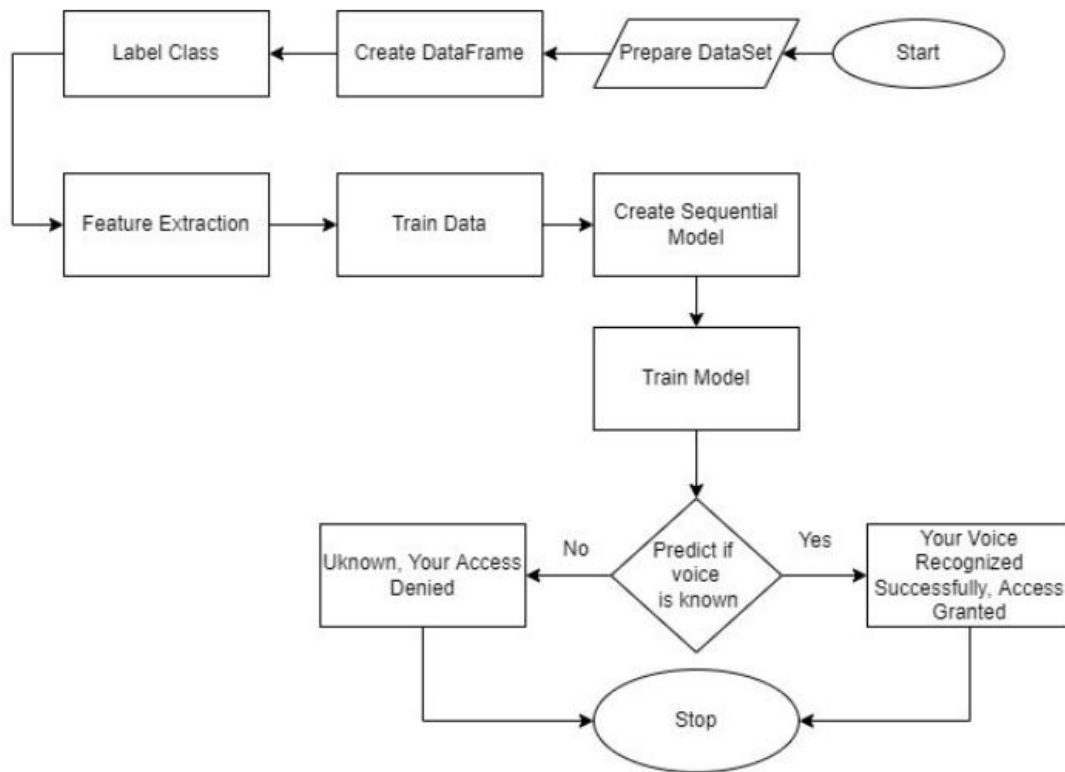 Start
Prepare DataSet
Create DataFrame
Label Class
Feature Extraction
Train Data
Create Sequential
Model
Train Model
Predict if
voice
is known
No
Yes
Uknown, Your Access
Denied
Your Voice
Recognized
Successfully, Access
Granted
Stop